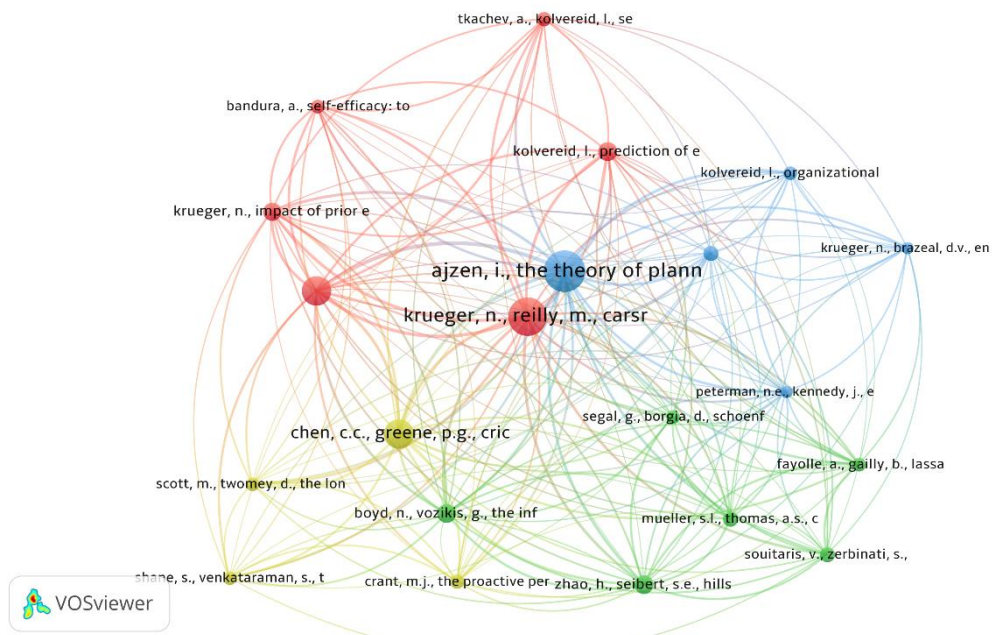 tkachev, a., kolvereid, l., se
bandura, a., self-efficacy: to
kolvereid, l., prediction of e
kolvereid, l., organizational
krueger, n., impact of prior e
krueger, n., brazeal, d.v., en
ajzen, i., the theory of plann
krueger, n., reilly, m., carsr
peterman, n.e., kennedy, j., e
segal, g., borgia, d., schoenf
chen, c.c., greene, p.g., cric
fayolle, a., gailly, b., lassa
scott, m., twomey, d., the lon
boyd, n., vozikis, g., the inf
mueller, s.l., thomas, a.s., c
souitaris, v., zerbinati, s.,
shane, s., venkataraman, s., t
crant, m.j., the proactive per
zhao, h., seibert, s.e., hills
VOSviewer